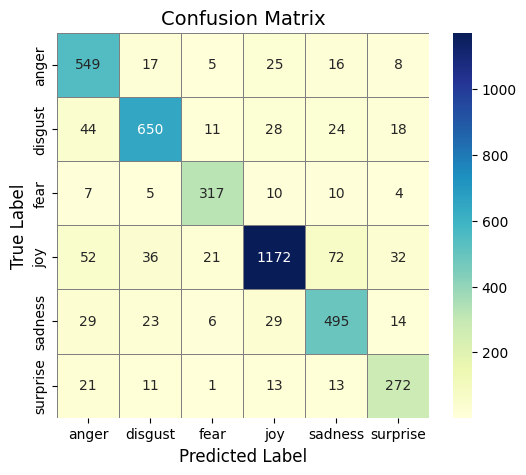 Confusion Matrix
True Label
anger 549 17 5 25 16 8
disgust 44 650 11 28 24 18
fear 7 5 317 10 10 4
joy 52 36 21 1172 72 32
sadness 29 23 6 29 495 14
surprise 21 11 1 13 13 272
anger disgust fear joy sadness surprise
Predicted Label
1000
800
600
400
200